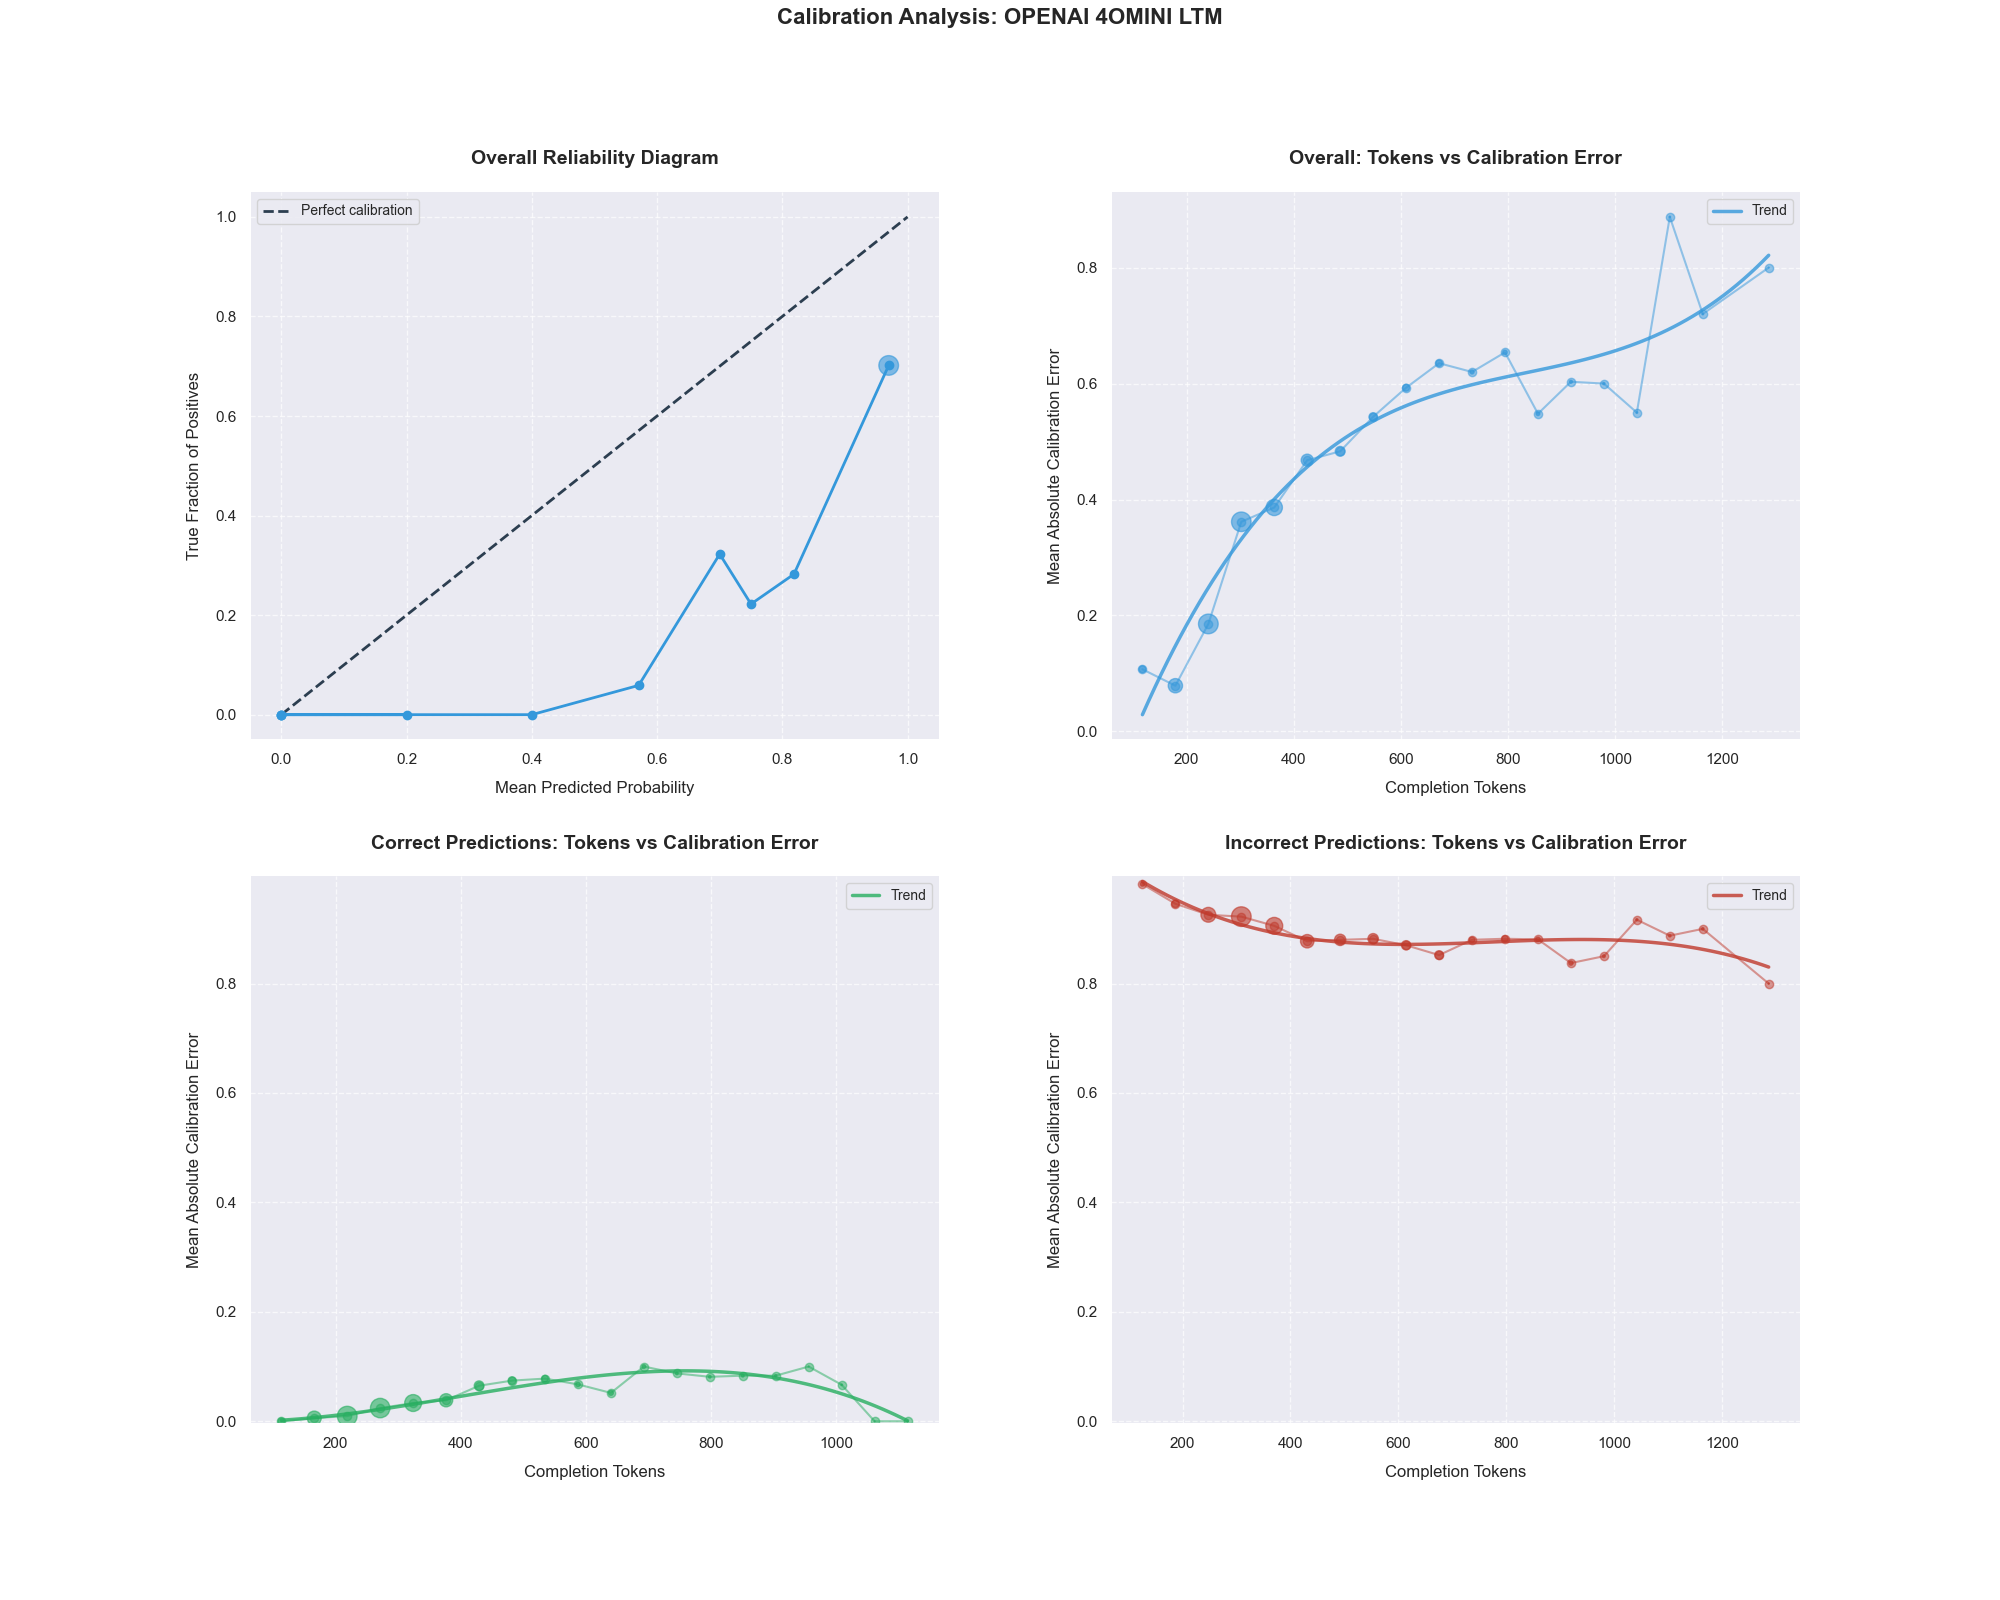 Calibration Analysis: OPENAI 4OMINI LTM
Overall Reliability Diagram
Perfect calibration
True Fraction of Positives
1.0
0.8
0.6
0.4
0.2
0.0
0.0 0.2 0.4 0.6 0.8 1.0
Mean Predicted Probability
Overall: Tokens vs Calibration Error
Trend
Mean Absolute Calibration Error
0.8
0.6
0.4
0.2
0.0
200 400 600 800 1000 1200
Completion Tokens
Correct Predictions: Tokens vs Calibration Error
Trend
Mean Absolute Calibration Error
0.8
0.6
0.4
0.2
0.0
200 400 600 800 1000
Completion Tokens
Incorrect Predictions: Tokens vs Calibration Error
Trend
Mean Absolute Calibration Error
0.8
0.6
0.4
0.2
0.0
200 400 600 800 1000 1200
Completion Tokens